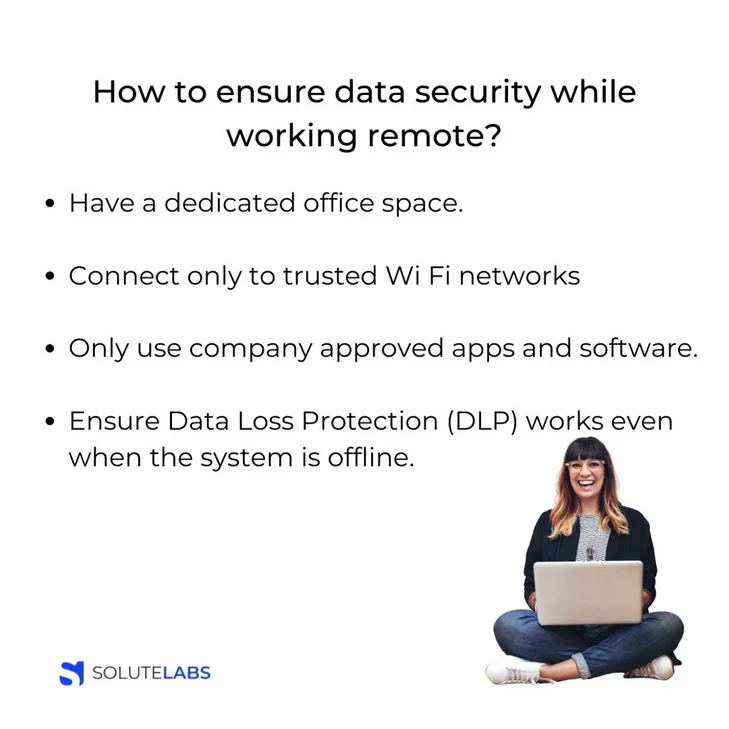 How to ensure data security while
working remote?
• Have a dedicated office space.
• Connect only to trusted Wi Fi networks
• Only use company approved apps and software.
• Ensure Data Loss Protection (DLP) works even
when the system is offline.
SOLUTELABS